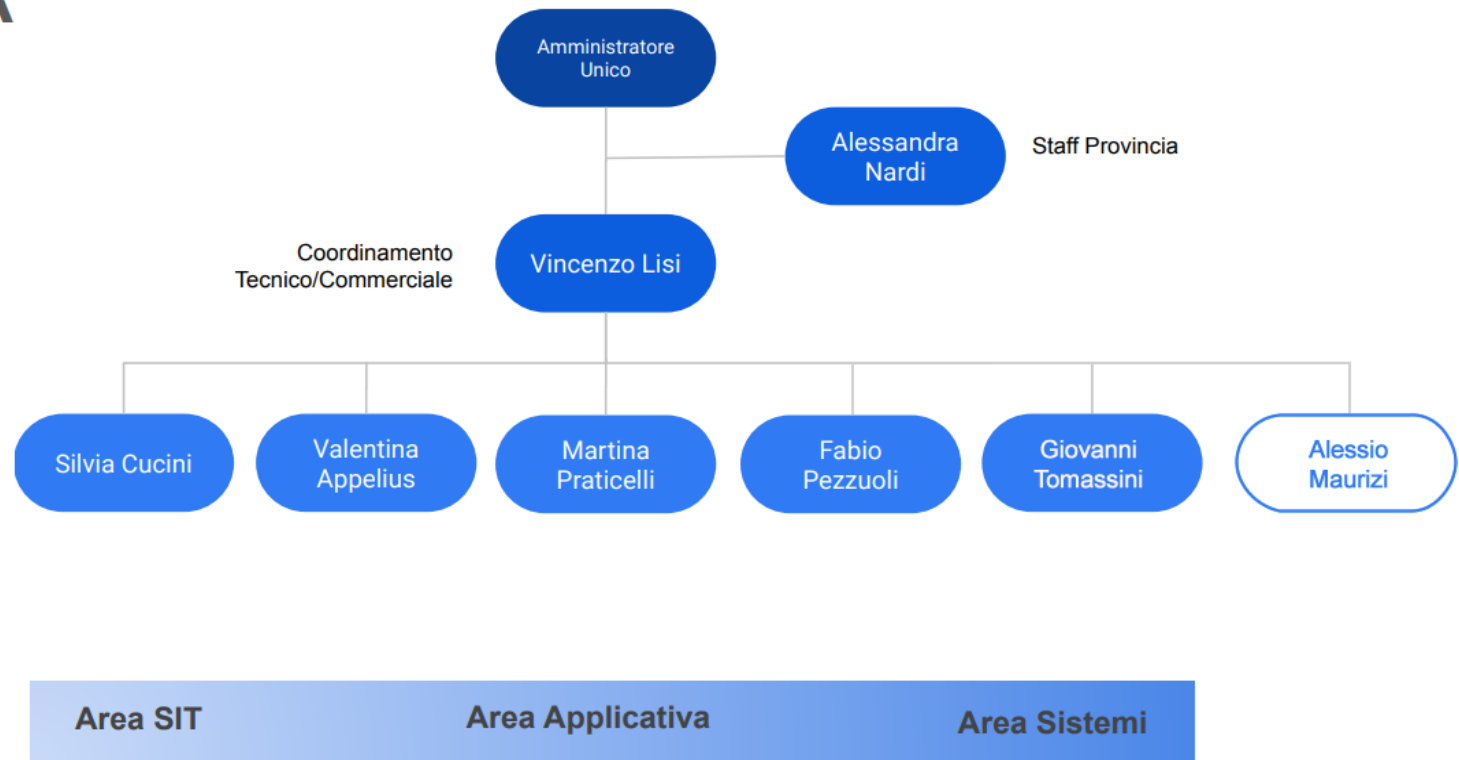 Amministratore
Unico
Alessandra
Nardi
Staff Provincia
Coordinamento
Tecnico/Commerciale
Vincenzo Lisi
Silvia Cucini
Valentina
Appelius
Martina
Praticelli
Fabio
Pezzuoli
Giovanni
Tomassini
Alessio
Maurizi
Area SIT
Area Applicativa
Area Sistemi